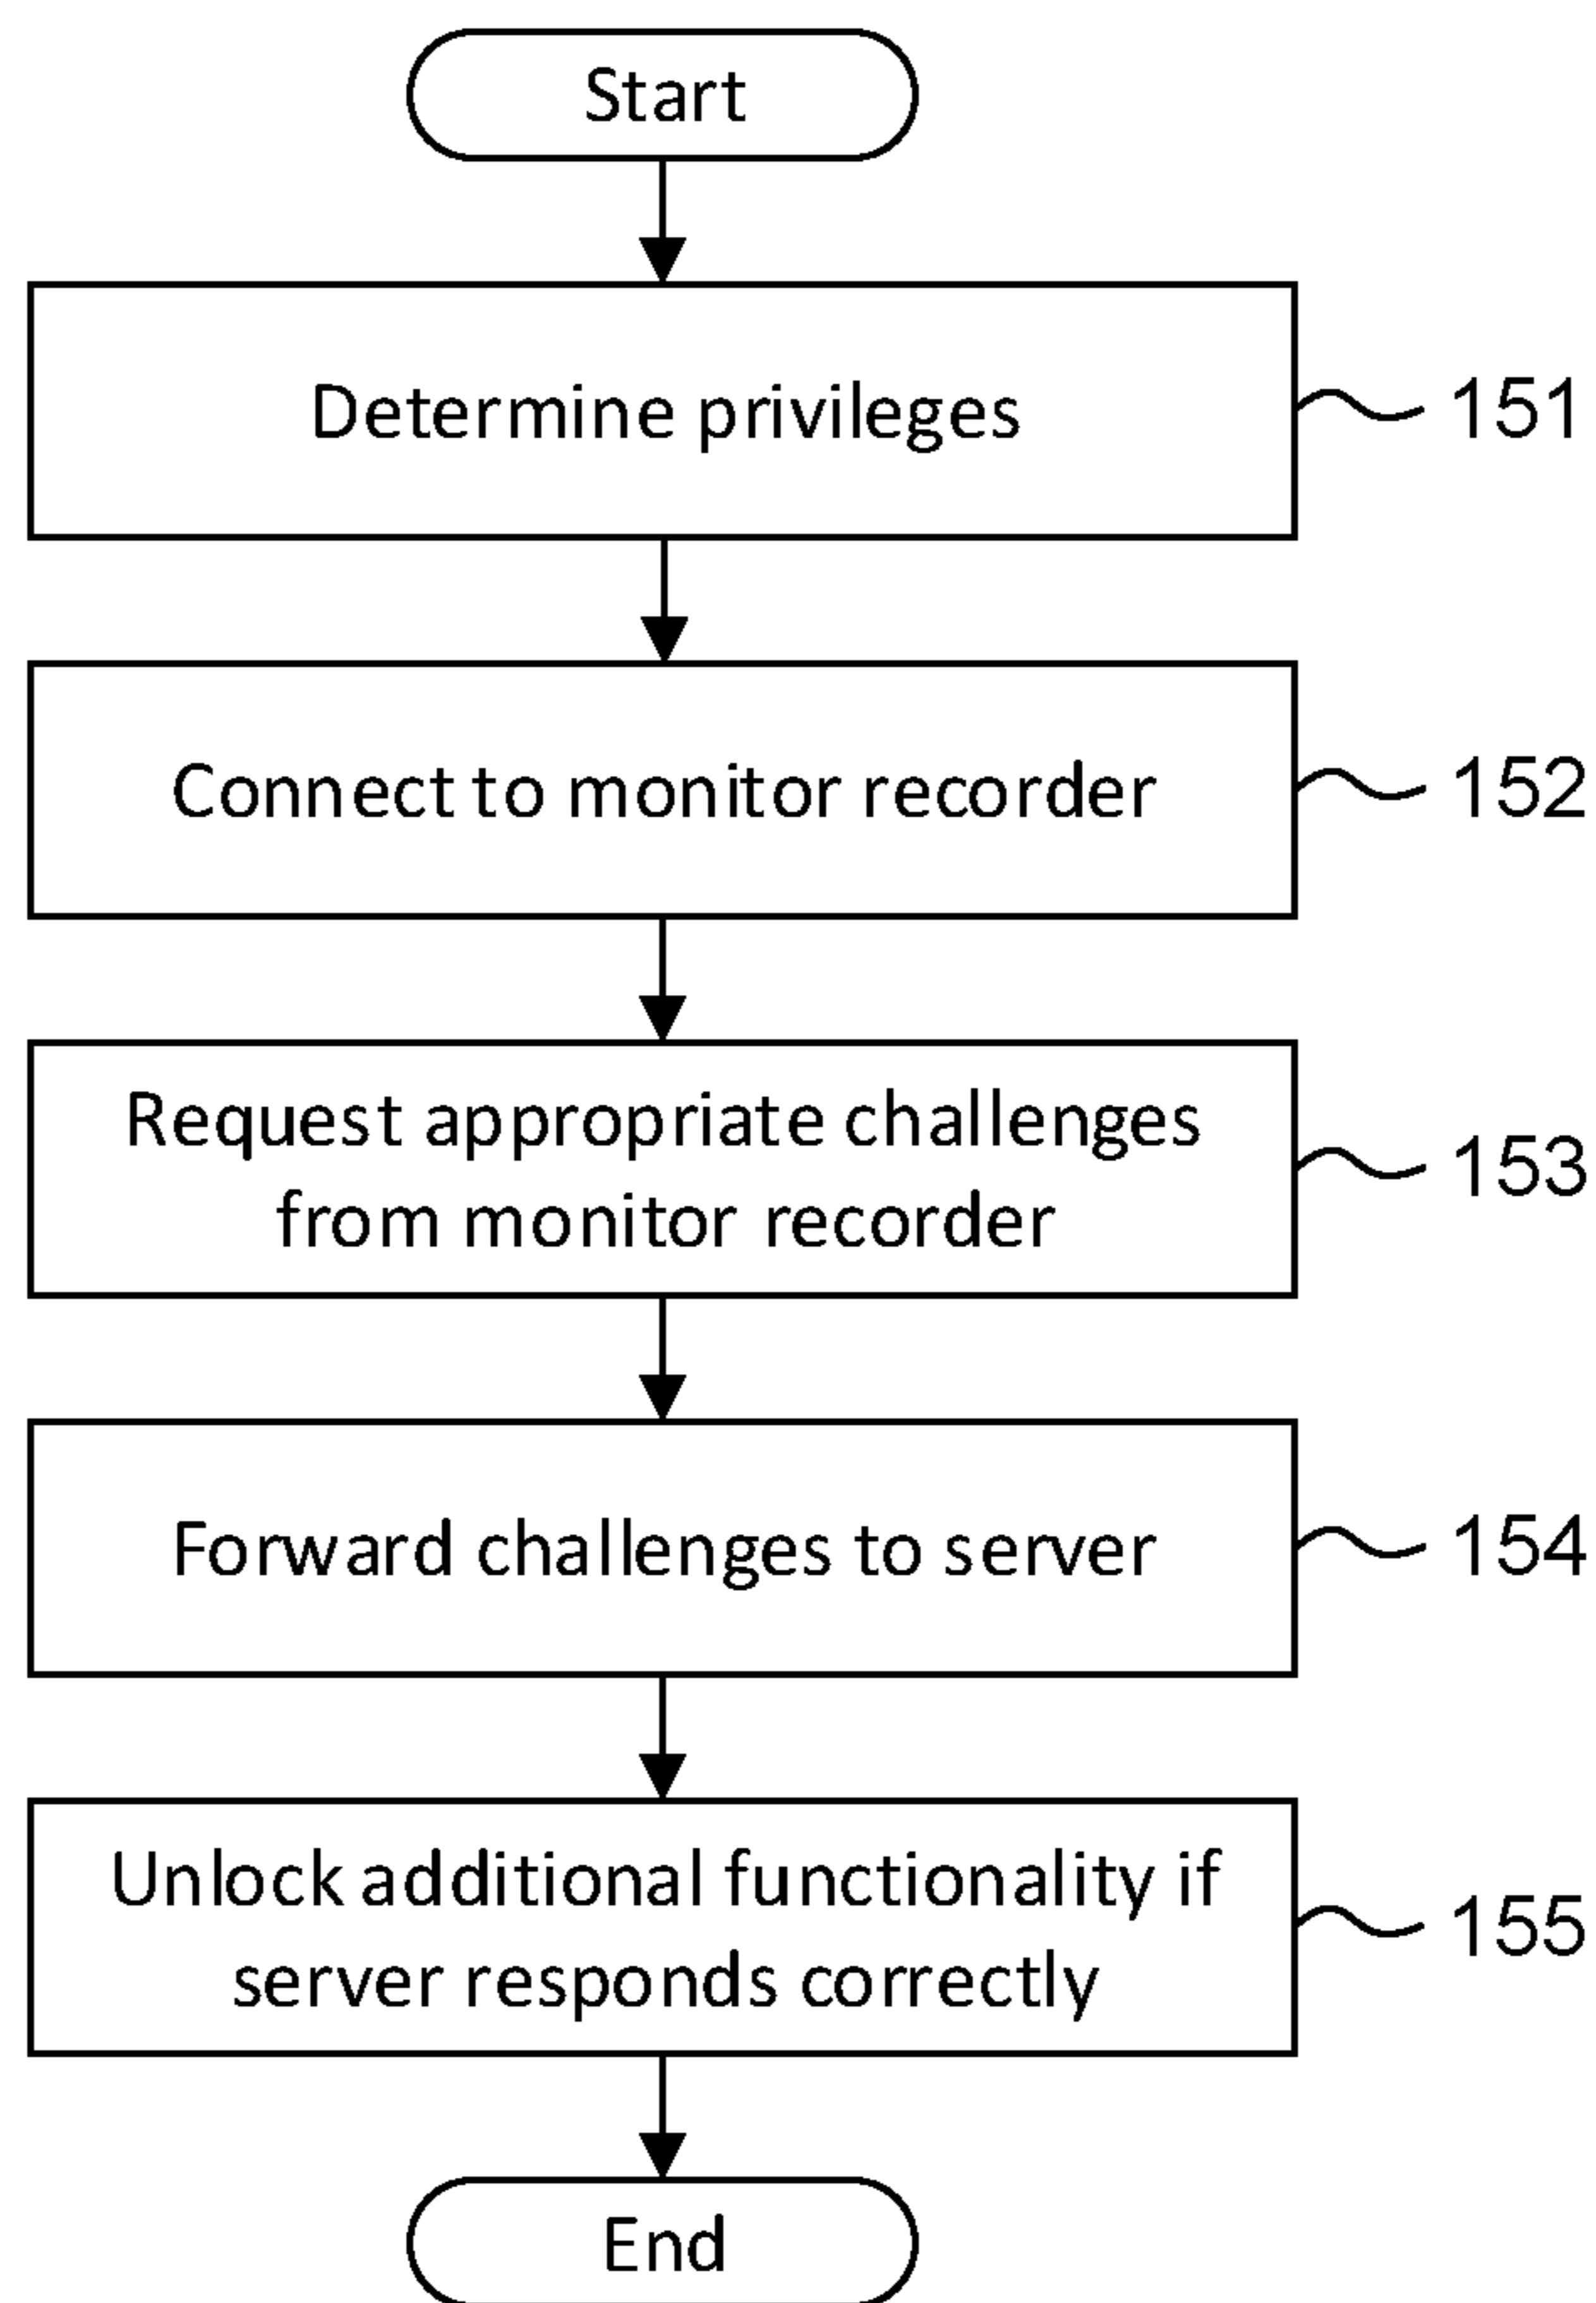 Start
Determine privileges
151
Connect to monitor recorder
152
Request appropriate challenges
from monitor recorder
153
Forward challenges to server
154
Unlock additional functionality if
server responds correctly
155
End